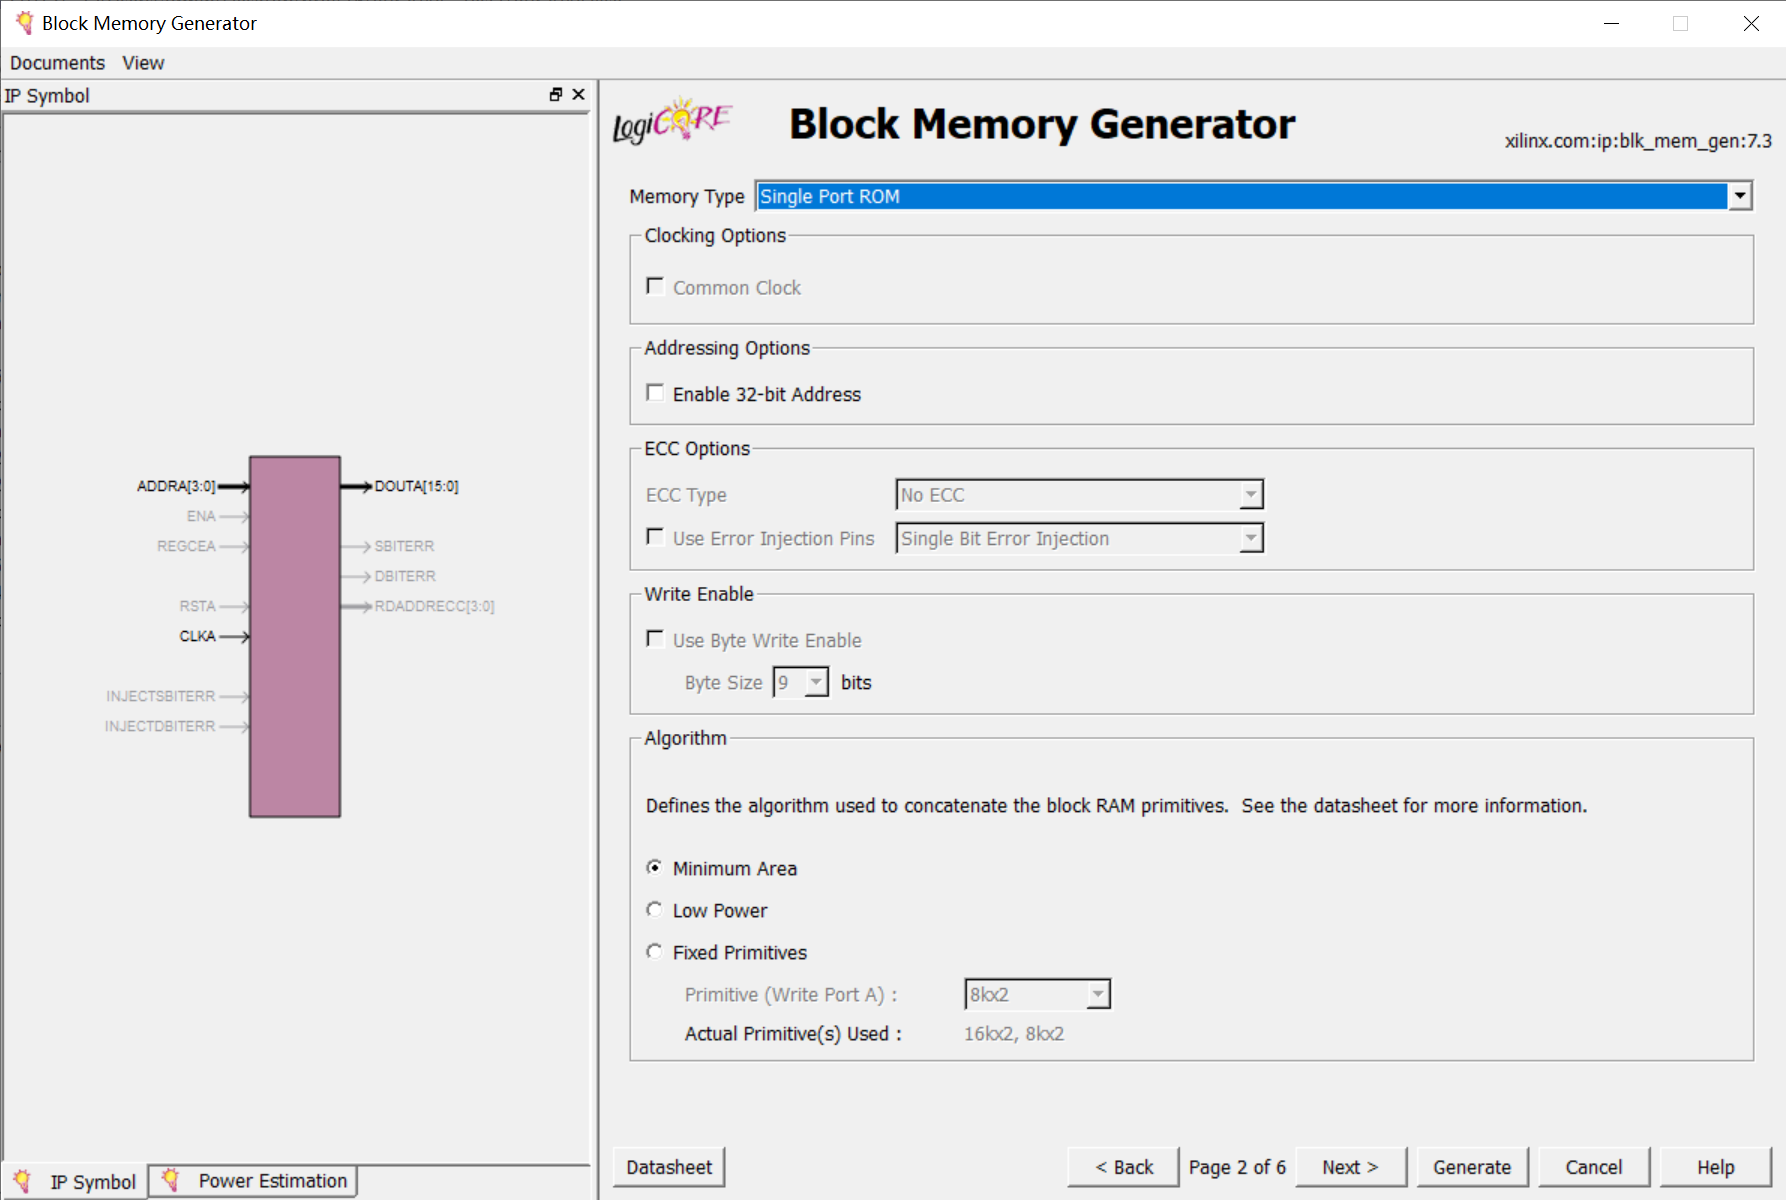 Block Memory Generator
Documents View
IP Symbol
ADDRA[3:0]
ENA
REGCEA
RSTA
CLKA
INJECTSBITERR
INJECTDBITERR
DOUTA[15:0]
SBITERR
DBITERR
RDADDRECC[3:0]
IP Symbol
Power Estimation
LogiCORE
Block Memory Generator
xilinx.com:ip:blk_mem_gen:7.3
Memory Type Single Port ROM
Clocking Options
Common Clock
Addressing Options
Enable 32-bit Address
ECC Options
ECC Type No ECC
Use Error Injection Pins Single Bit Error Injection
Write Enable
Use Byte Write Enable
Byte Size 9 bits
Algorithm
Defines the algorithm used to concatenate the block RAM primitives. See the datasheet for more information.
Minimum Area
Low Power
Fixed Primitives
Primitive (Write Port A) : 8kx2
Actual Primitive(s) Used : 16kx2, 8kx2
Datasheet < Back Page 2 of 6 Next > Generate Cancel Help